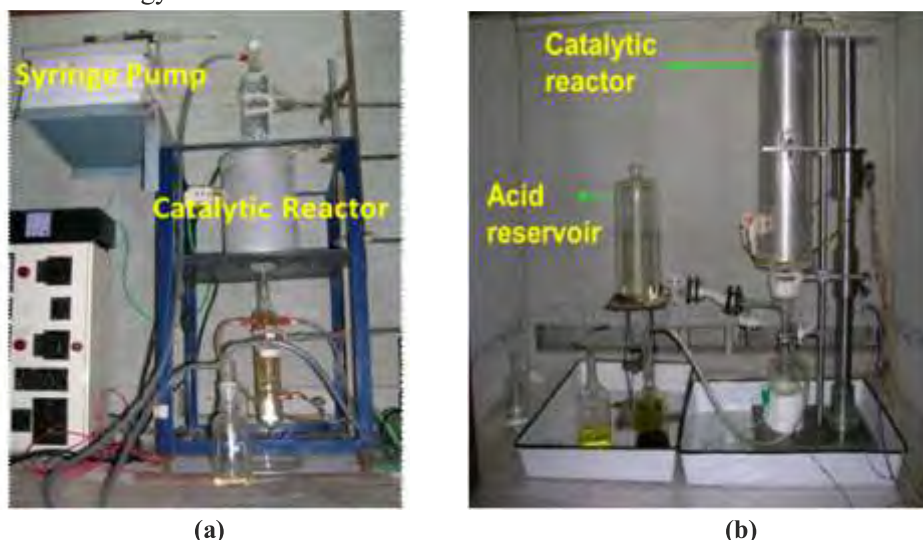 Syringe Pump
Catalytic Reactor
Catalytic
reactor
Acid
reservoir
(a)
(b)